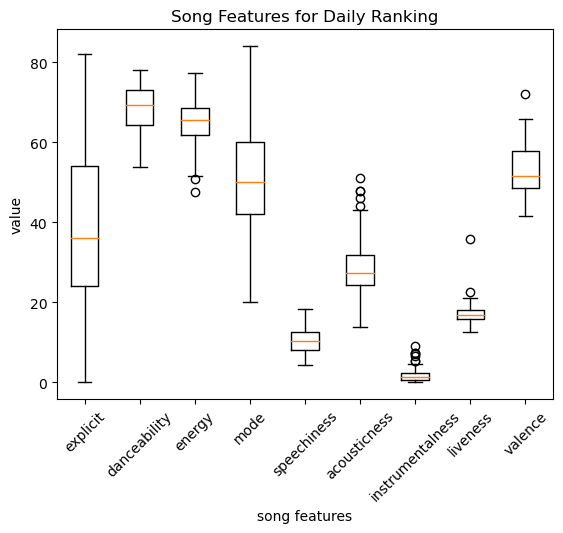 Song Features for Daily Ranking
value
80
60
40
20
0
explicit
danceability
energy
mode
speechiness
acousticness
instrumentalness
liveness
valence
song features